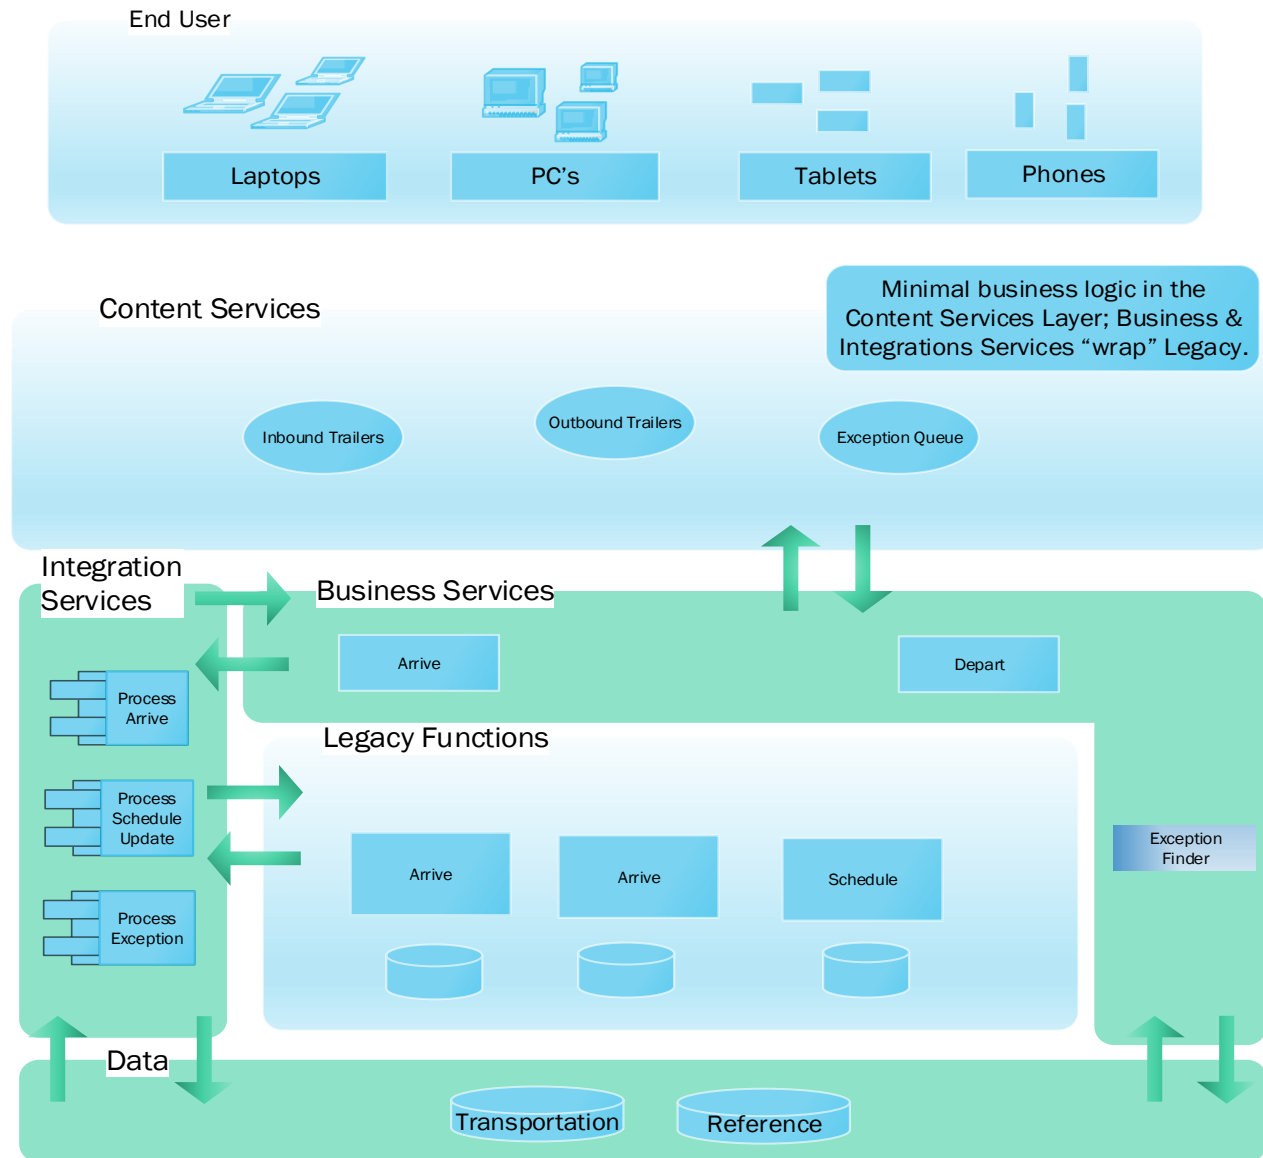 End User
Laptops
PC’s
Tablets
Phones
Content Services
Minimal business logic in the
Content Services Layer; Business &
Integrations Services “wrap” Legacy.
Inbound Trailers
Outbound Trailers
Exception Queue
Integration
Services
Business Services
Arrive
Depart
Process
Arrive
Legacy Functions
Process
Schedule
Update
Arrive
Arrive
Schedule
Exception
Finder
Process
Exception
Data
Transportation
Reference